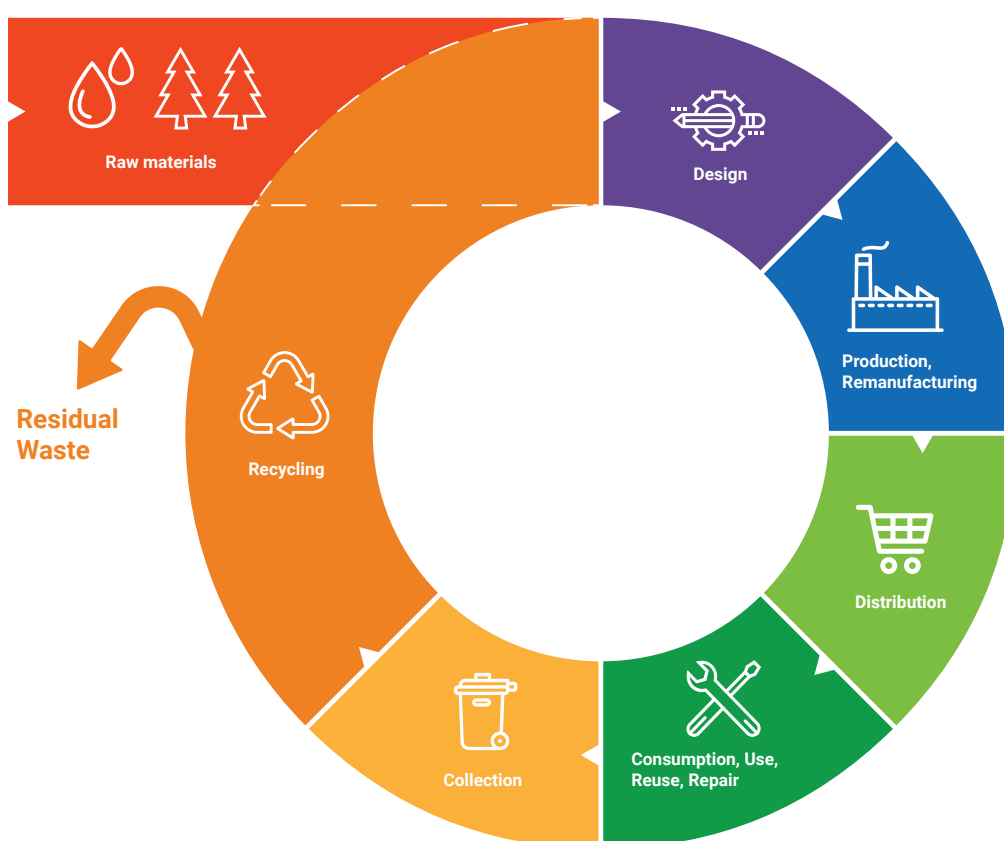 Raw materials
Design
Production,
Remanufacturing
Distribution
Consumption, Use,
Reuse, Repair
Collection
Recycling
Residual
Waste